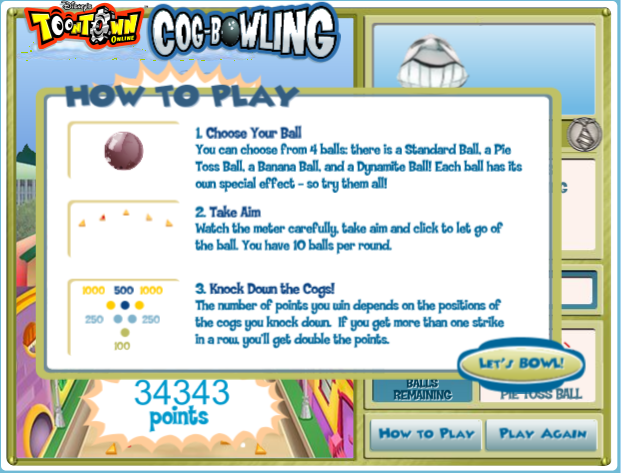 Disney's
TOONTOWN
ONLINE
COG-BOWLING
HOW TO PLAY
1. Choose Your Ball
You can choose from 4 balls: there is a Standard Ball, a Pie
Toss Ball, a Banana Ball, and a Dynamite Ball! Each ball has its
own special effect - so try them all!
2. Take Aim
Watch the meter carefully, take aim and click to let go of
the ball. You have 10 balls per round.
1000 500 1000
250 250
100
3. Knock Down the Cogs!
The number of points you win depends on the positions of
the cogs you knock down. If you get more than one strike
in a row, you'll get double the points.
LET'S BOWL!
34343
points
BALLS
REMAINING
PIE TOSS BALL
HOW TO PLAY
PLAY AGAIN